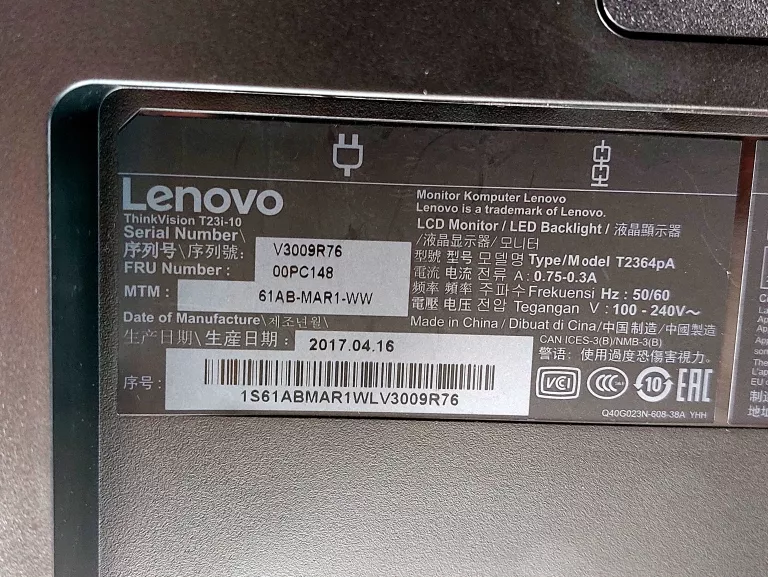 Lenovo
ThinkVision T23i-10
Serial Number
序列号\序列號: V3009R76
FRU Number: 00PC148
MTM: 61AB-MAR1-WW
Date of Manufacture\제조년월\
生产日期\生産日期: 2017.04.16
序号:
1S61ABMAR1WLV3009R76
Monitor Komputer Lenovo
Lenovo is a trademark of Lenovo.
LCD Monitor / LED Backlight / 液晶顯示器
/液晶显示器/ 모니터
型號 型号 모델명 Type/Model T2364pA
電流 电流 전류 A: 0.75-0.3A
頻率 频率 주파수 Frekuensi Hz : 50/60
電壓 电压 전압 Tegangan V : 100 - 240V～
Made in China / Dibuat di Cina/中国制造/中國製造
CAN ICES-3(B)/NMB-3(B)
警语: 使用過度恐傷害視力。
VCI CCC 10 EAC
Q40G023N-608-38A YHH